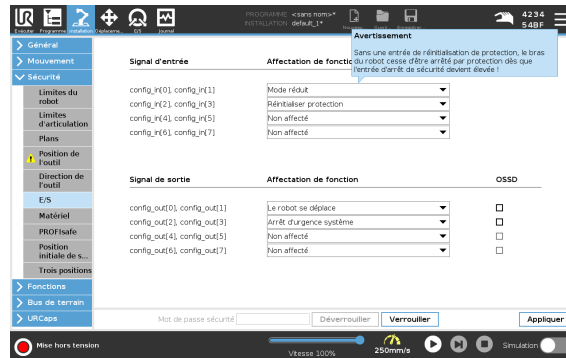 UR
PROGRAMME <sans nom>*
INSTALLATION default_1*
4234
54BF
Exécuter Programme Installation Déplaceme... E/S Journal
Avertissement
Sans une entrée de réinitialisation de protection, le bras
du robot cesse d'être arrêté par protection dès que
l'entrée d'arrêt de sécurité devient élevée !
Général
Mouvement
Sécurité
Limites du
robot
Limites
d'articulation
Plans
Position de
l'outil
Direction de
l'outil
E/S
Matériel
PROFIsafe
Position
initiale de s...
Trois positions
Fonctions
Bus de terrain
URCaps
Signal d'entrée Affectation de fonctio
config_in[0], config_in[1] Mode réduit
config_in[2], config_in[3] Réinitialiser protection
config_in[4], config_in[5] Non affecté
config_in[6], config_in[7] Non affecté
Signal de sortie Affectation de fonction OSSD
config_out[0], config_out[1] Le robot se déplace
config_out[2], config_out[3] Arrêt d'urgence système
config_out[4], config_out[5] Non affecté
config_out[6], config_out[7] Non affecté
Mot de passe sécurité Déverrouiller Verrouiller Appliquer
Mise hors tension
Vitesse 100%
250mm/s
Simulation